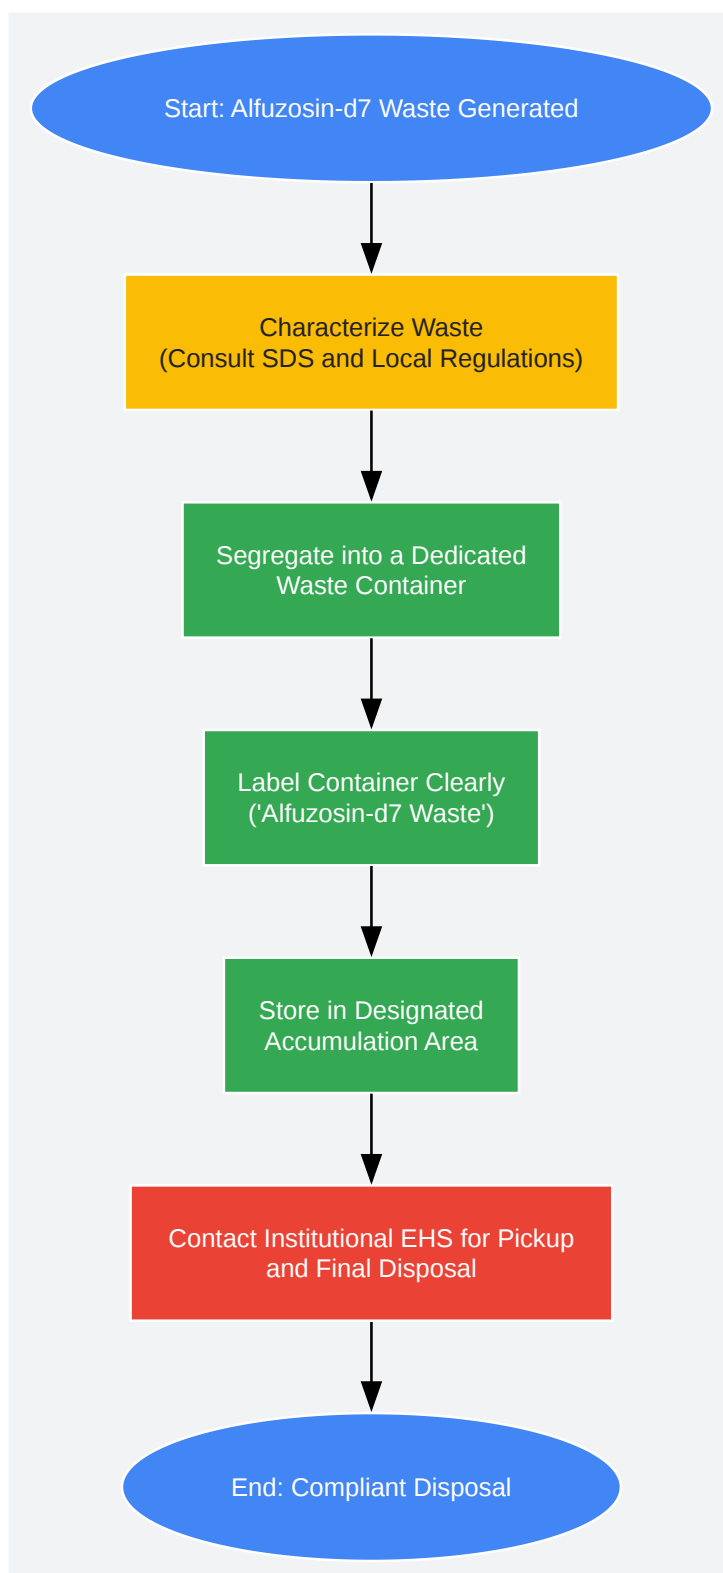 Start: Alfuzosin-d7 Waste Generated
Characterize Waste
(Consult SDS and Local Regulations)
Segregate into a Dedicated
Waste Container
Label Container Clearly
('Alfuzosin-d7 Waste')
Store in Designated
Accumulation Area
Contact Institutional EHS for Pickup
and Final Disposal
End: Compliant Disposal